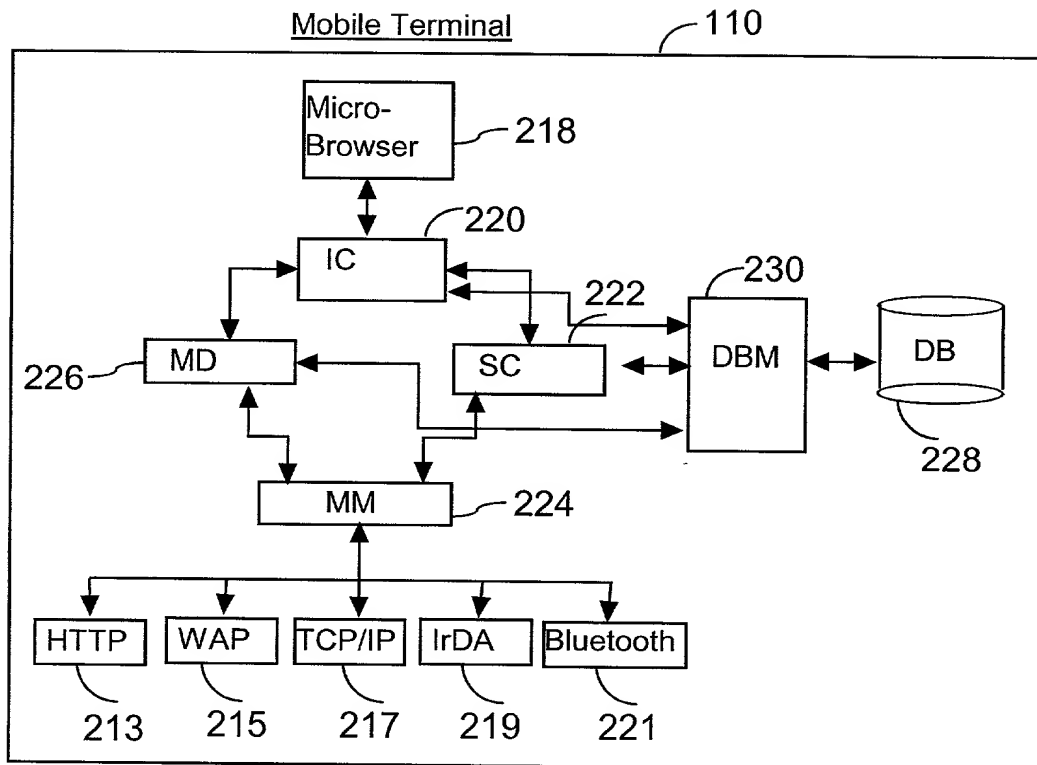 Mobile Terminal
110
Micro-
Browser
218
220
IC
230
222
MD
SC
DBM
DB
226
228
MM
224
HTTP
WAP
TCP/IP
IrDA
Bluetooth
213
215
217
219
221